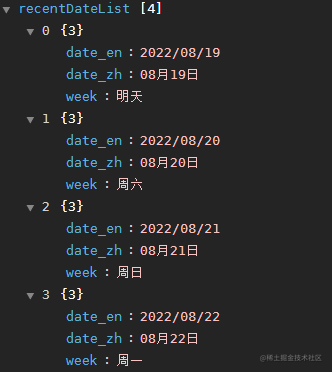 recentDateList [4]
0 {3}
date_en : 2022/08/19
date_zh : 08月19日
week : 明天
1 {3}
date_en : 2022/08/20
date_zh : 08月20日
week : 周六
2 {3}
date_en : 2022/08/21
date_zh : 08月21日
week : 周日
3 {3}
date_en : 2022/08/22
date_zh : 08月22日
week : 周一
@稀土掘金技术社区